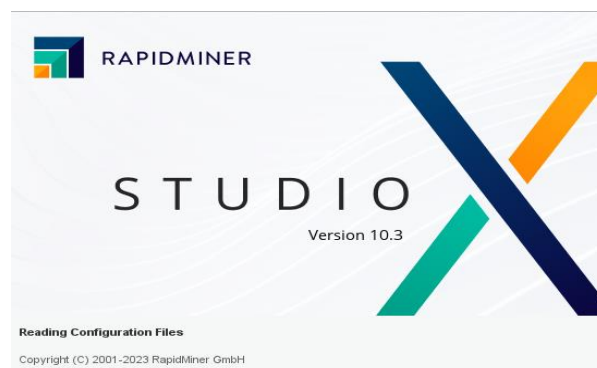 RAPIDMINER
STUDIO
Version 10.3
Reading Configuration Files
Copyright (C) 2001-2023 RapidMiner GmbH